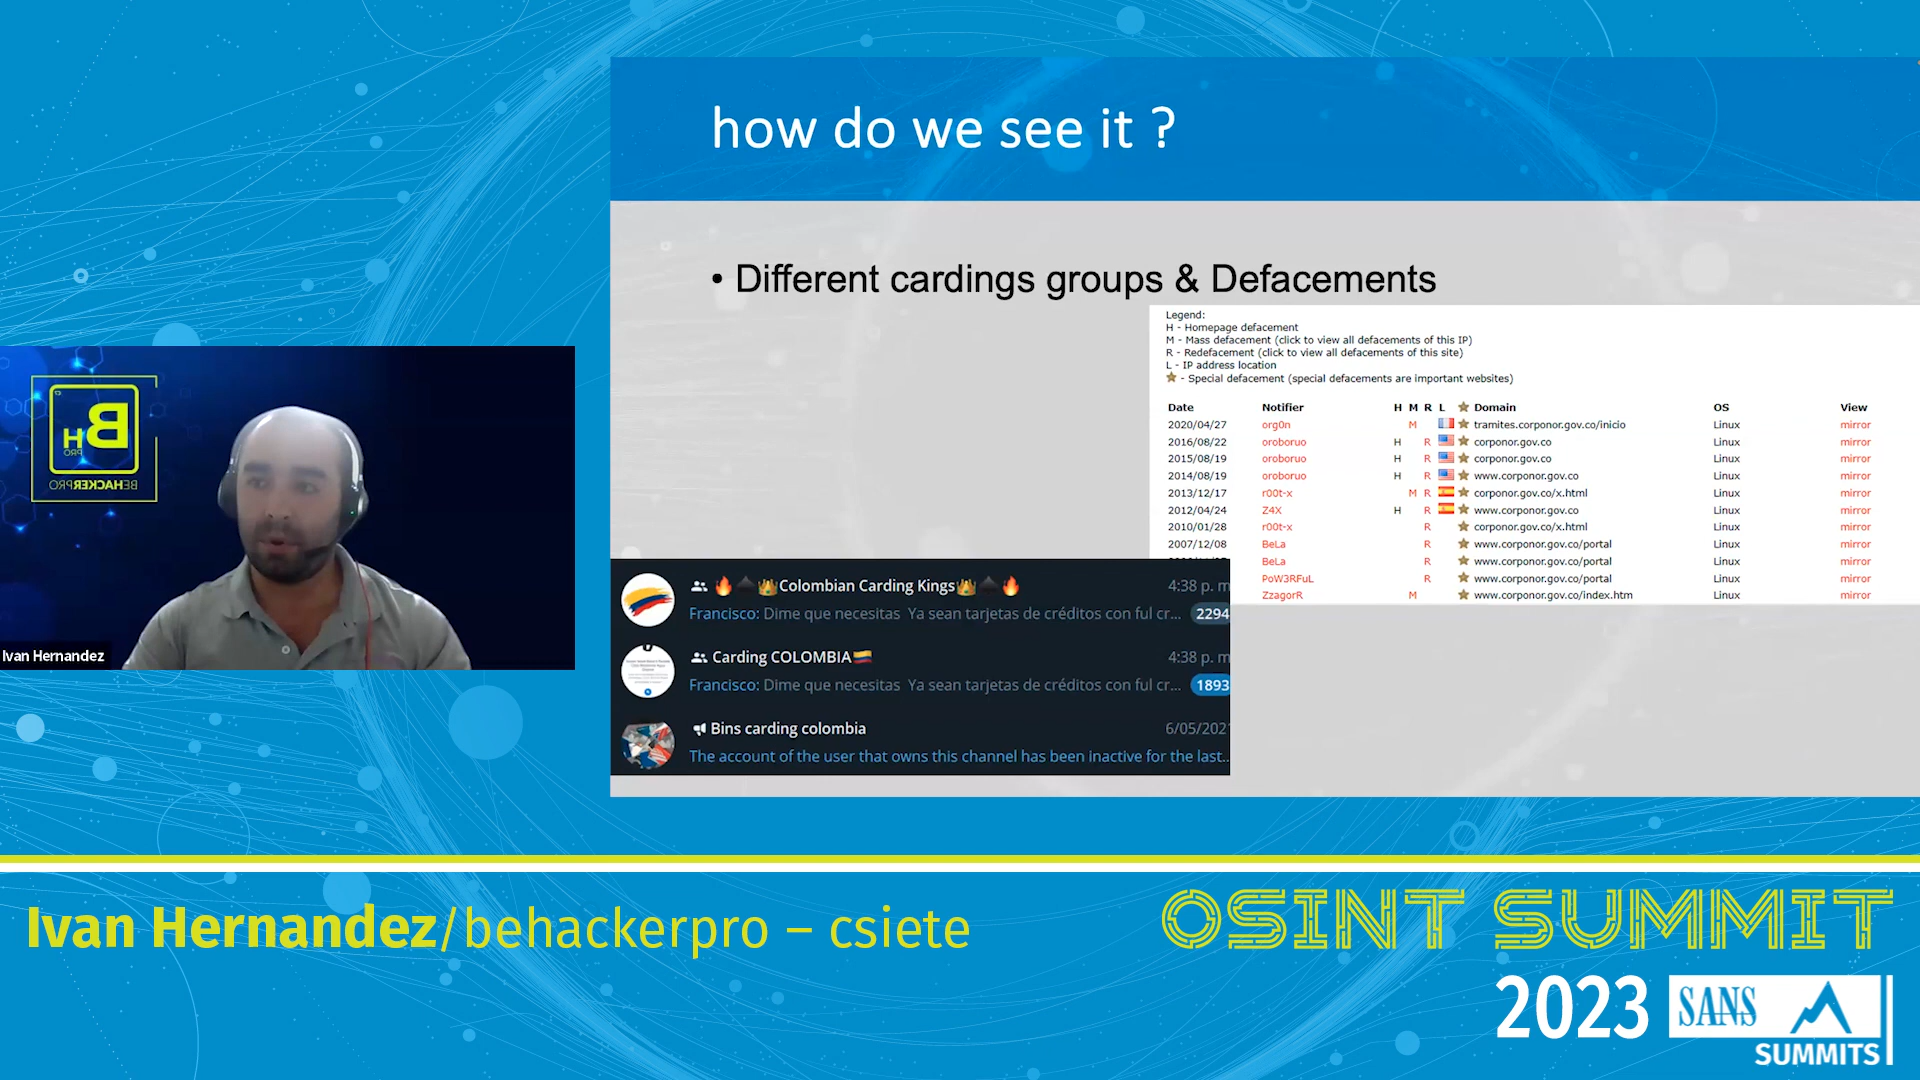 how do we see it ?
• Different cardings groups & Defacements
Legend:
H - Homepage defacement
M - Mass defacement (click to view all defacements of this IP)
R - Redefacement (click to view all defacements of this site)
L - IP address location
- Special defacement (special defacements are important websites)
Date Notifier H M R L Domain OS View
2020/04/27 org0n M tramites.corponor.gov.co/inicio Linux mirror
2016/08/22 oroboruo H R corponor.gov.co Linux mirror
2015/08/19 oroboruo H R corponor.gov.co Linux mirror
2014/08/19 oroboruo H R www.corponor.gov.co Linux mirror
2013/12/17 r00t-x M R corponor.gov.co/x.html Linux mirror
2012/04/24 Z4X H R www.corponor.gov.co Linux mirror
2010/01/28 r00t-x R corponor.gov.co/x.html Linux mirror
2007/12/08 BeLa R www.corponor.gov.co/portal Linux mirror
BeLa R www.corponor.gov.co/portal Linux mirror
PoW3RFuL R www.corponor.gov.co/portal Linux mirror
ZzagorR M www.corponor.gov.co/index.htm Linux mirror
Colombian Carding Kings 4:38 p. m
Francisco: Dime que necesitas Ya sean tarjetas de créditos con ful cr... 2294
Carding COLOMBIA 4:38 p. m
Francisco: Dime que necesitas Ya sean tarjetas de créditos con ful cr... 1893
Bins carding colombia 6/05/202
The account of the user that owns this channel has been inactive for the last...
B
H
PRO
BEHACKERPRO
Ivan Hernandez
Ivan Hernandez/behackerpro – csiete
OSINT SUMMIT
2023 SANS
SUMMITS